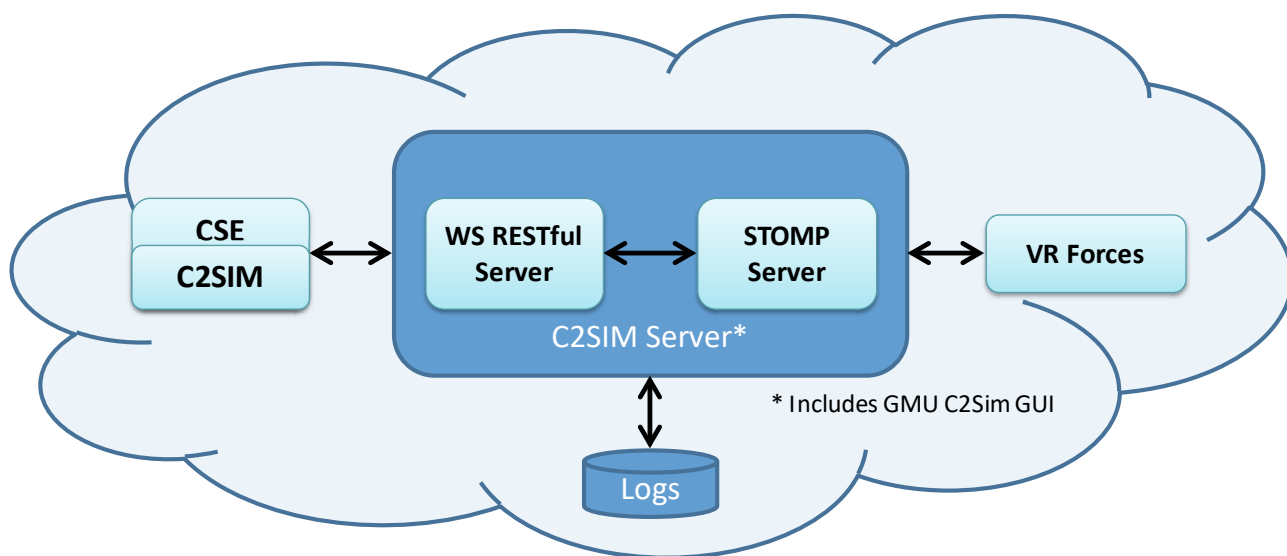 CSE
C2SIM
WS RESTful
Server
STOMP
Server
VR Forces
C2SIM Server*
* Includes GMU C2Sim GUI
Logs